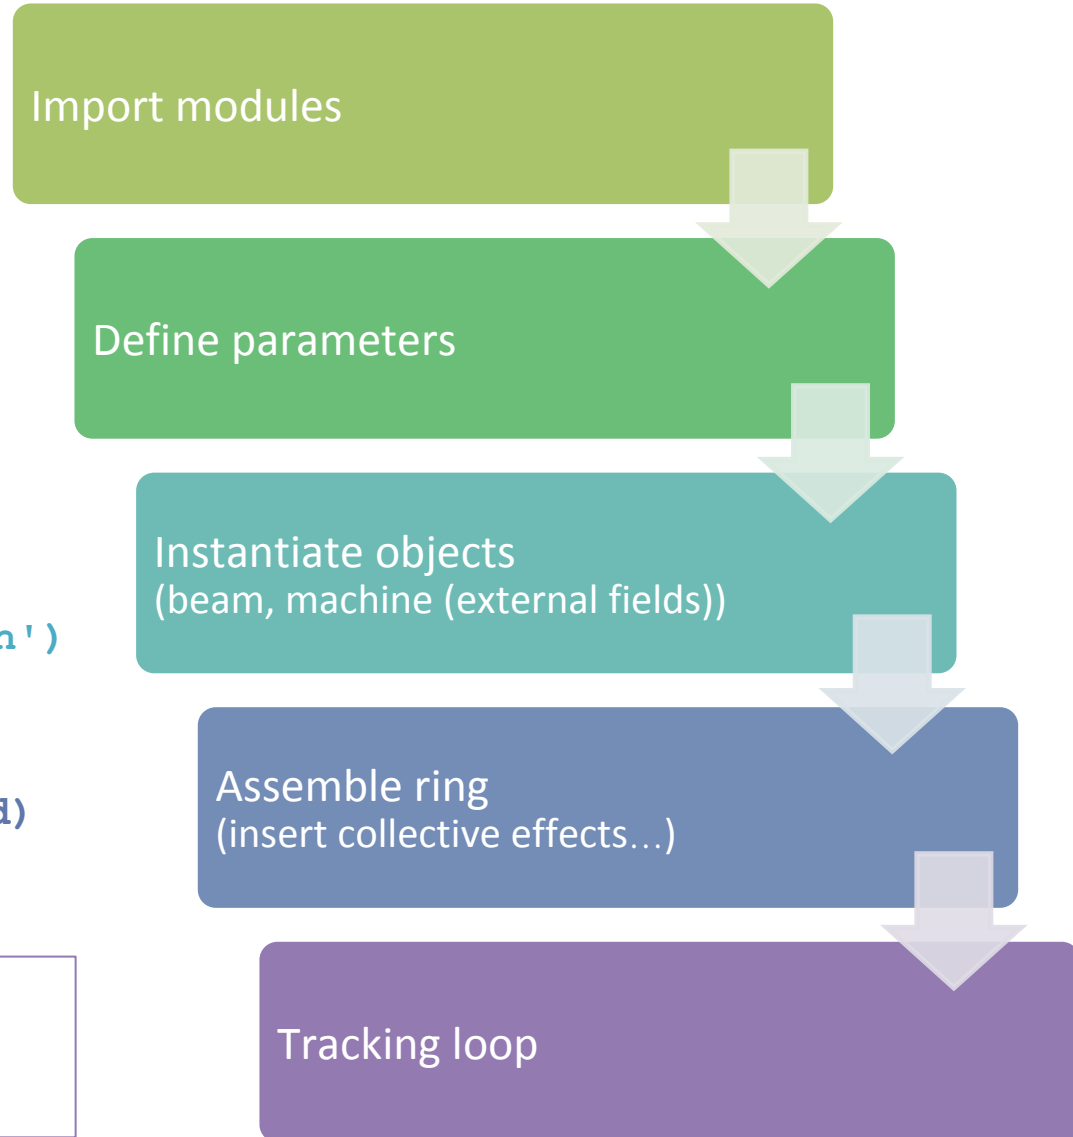 Import modules
Define parameters
Instantiate objects
(beam, machine (external fields))
n')
Assemble ring
(insert collective effects...)
d)
Tracking loop